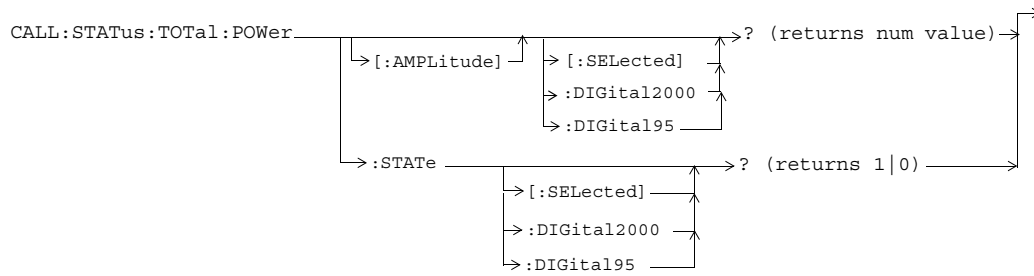 CALL:STATus:TOTal:POWer ? (returns num value)
[:AMPLitude] [:SELected]
:DIGital2000
:DIGital95
:STATe ? (returns 1|0)
[:SELected]
:DIGital2000
:DIGital95